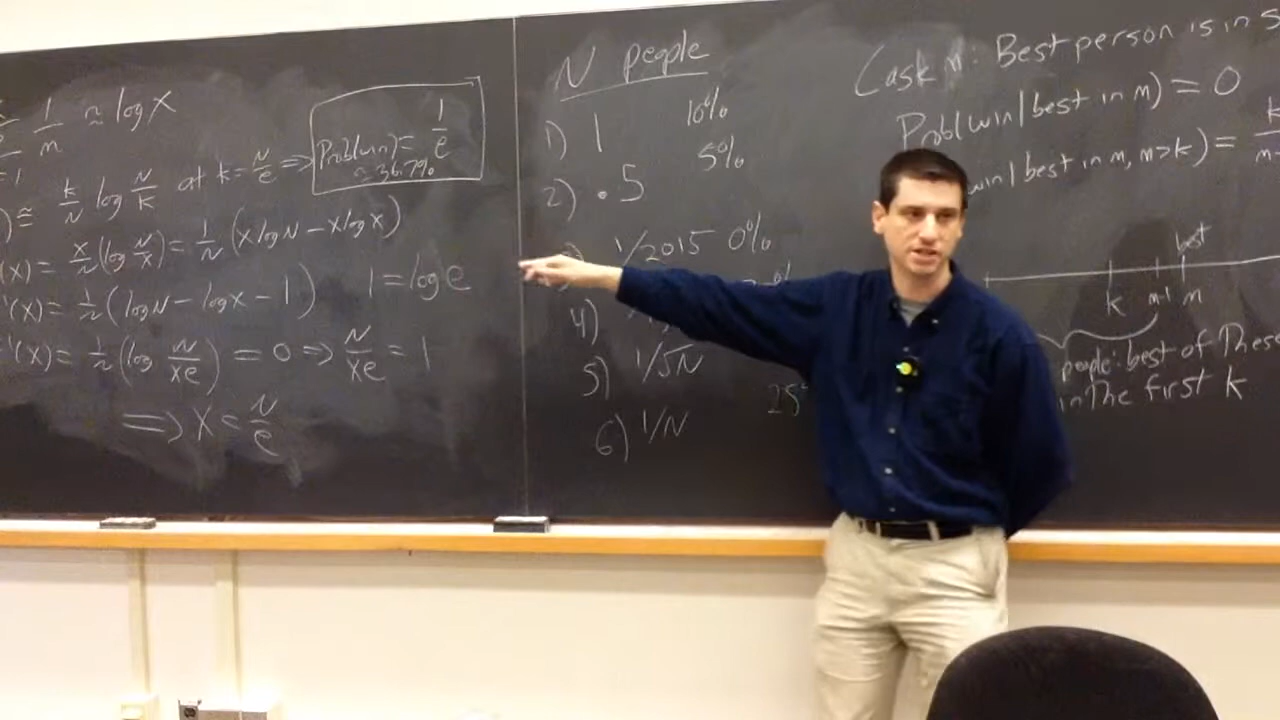 1/m ≈ log X
) ≅ k/N log N/k at k = N/e ⇒ Prob(win) = 1/e
≈ 36.7%
(x) = x/N (log N/x) = 1/N (x log N − x log x)
'(x) = 1/N (log N − log x − 1) 1 = log e
'(x) = 1/N (log N/xe) = 0 ⇒ N/xe = 1
⇒ X = N/e
N people
1) 1 10%
2) .5 5%
1/2015 0%
4)
5) 1/√N
6) 1/N
25
Case m: Best person is in s
Prob(win | best in m) = 0
win | best in m, m>k) = k
best
k m-1 m
people: best of these
in the first k